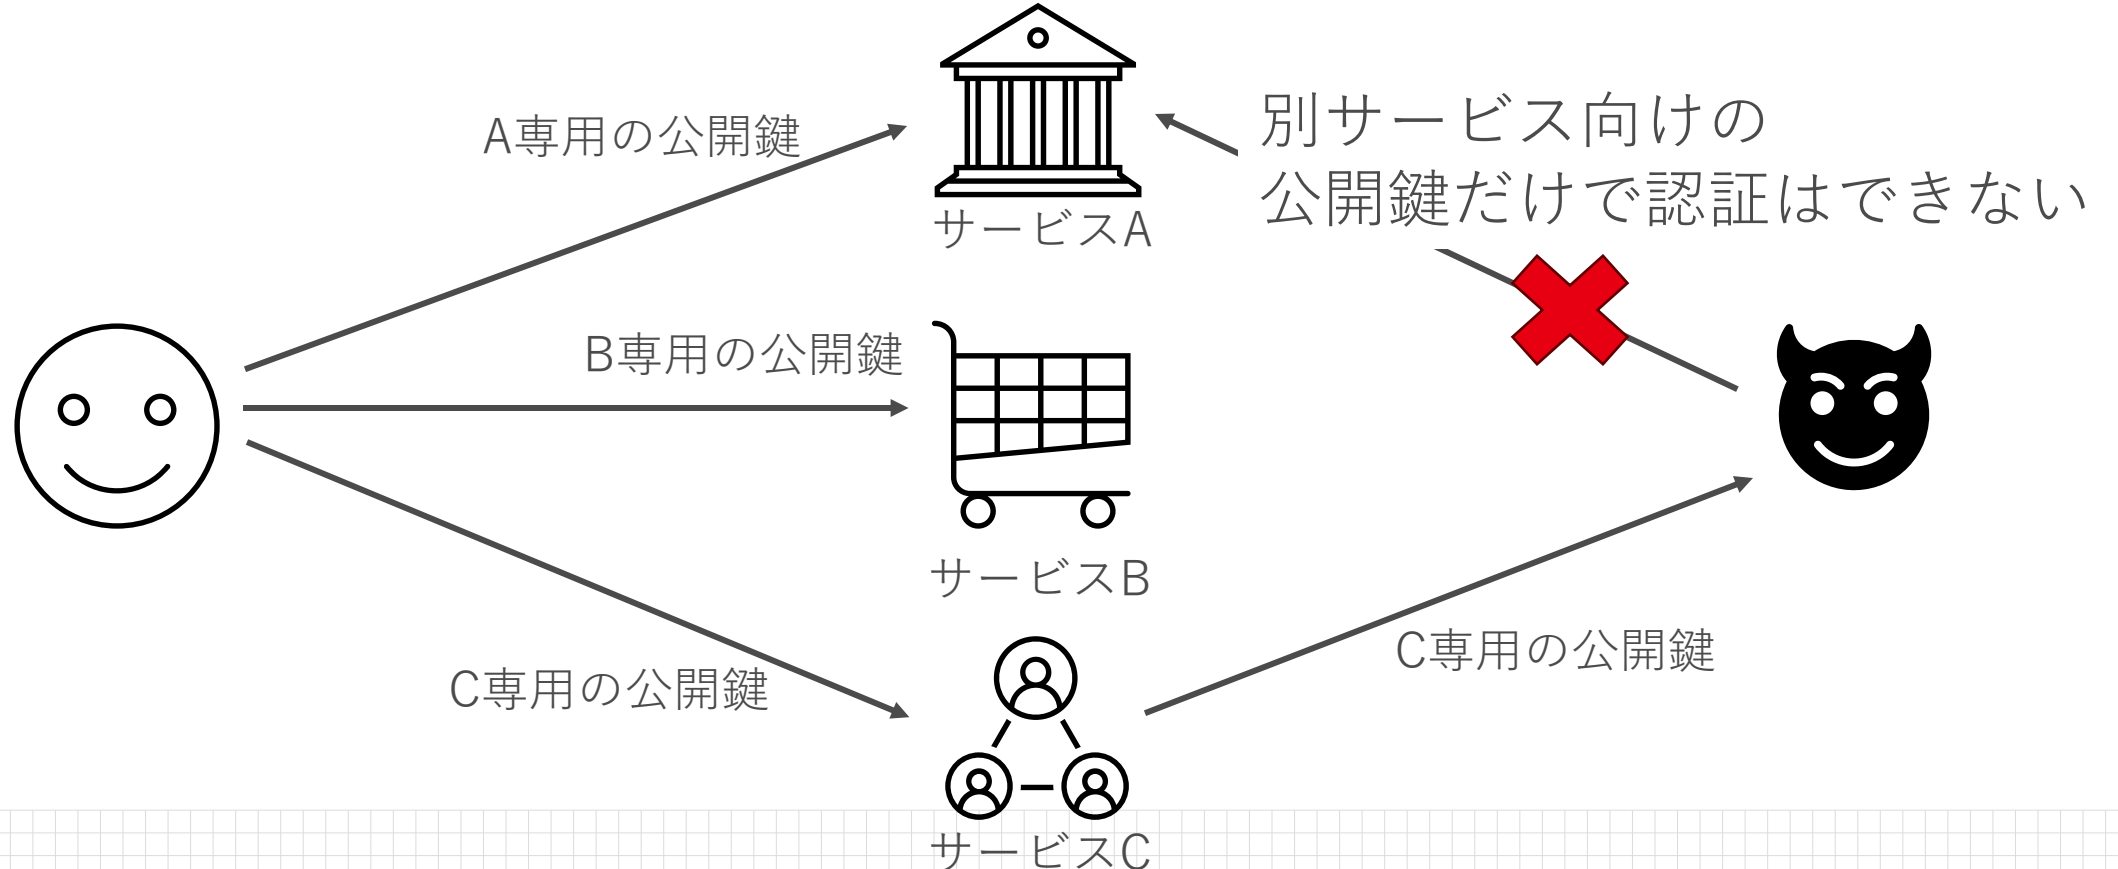 A専用の公開鍵
別サービス向けの
公開鍵だけで認証はできない
サービスA
B専用の公開鍵
サービスB
C専用の公開鍵
C専用の公開鍵
サービスC